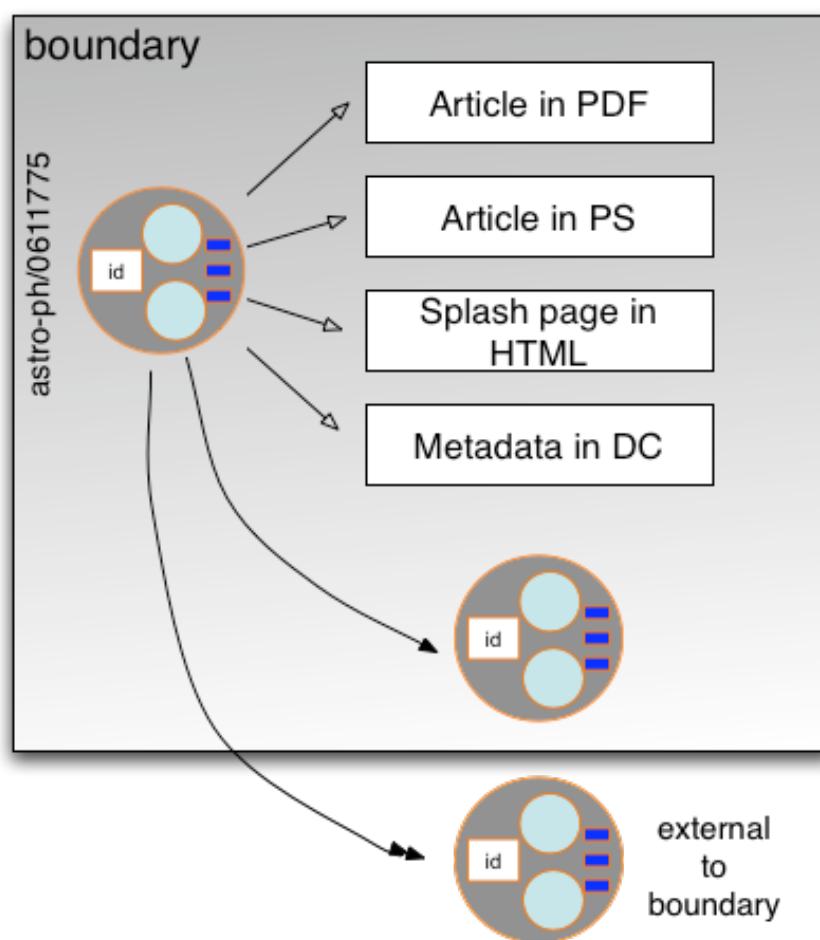 boundary
astro-ph/0611775
id
Article in PDF
Article in PS
Splash page in
HTML
Metadata in DC
id
id
external
to
boundary